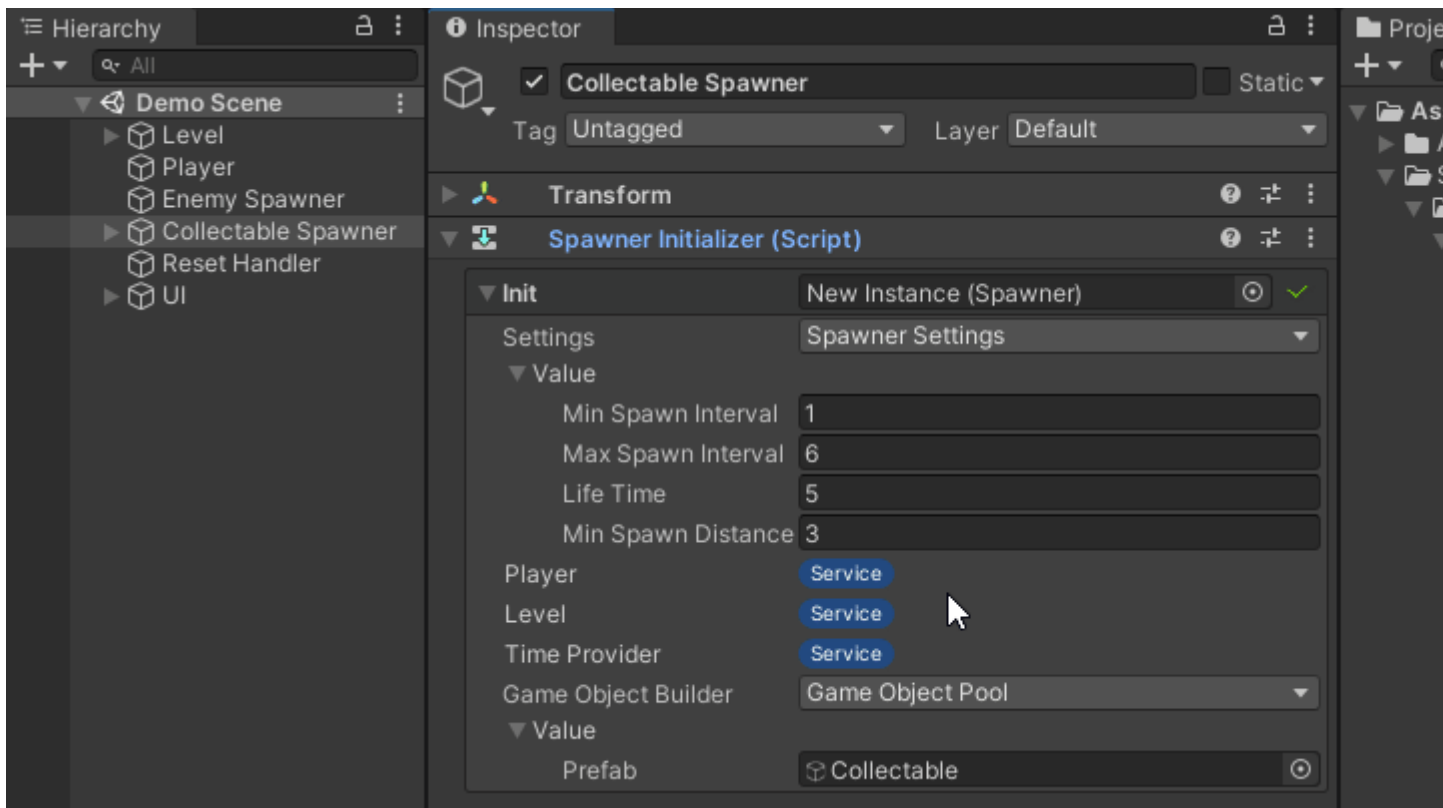 Hierarchy
All
Demo Scene
Level
Player
Enemy Spawner
Collectable Spawner
Reset Handler
UI
Inspector
Collectable Spawner
Static
Tag Untagged Layer Default
Transform
Spawner Initializer (Script)
Init New Instance (Spawner)
Settings Spawner Settings
Value
Min Spawn Interval 1
Max Spawn Interval 6
Life Time 5
Min Spawn Distance 3
Player Service
Level Service
Time Provider Service
Game Object Builder Game Object Pool
Value
Prefab Collectable
Proje
As